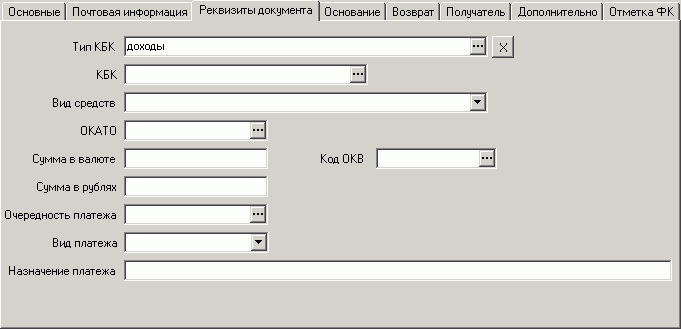 Основные Почтовая информация Реквизиты документа Основание Возврат Получатель Дополнительно Отметка ФК
Тип КБК доходы ... X
КБК ...
Вид средств
ОКАТО ...
Сумма в валюте Код ОКВ ...
Сумма в рублях
Очередность платежа ...
Вид платежа
Назначение платежа